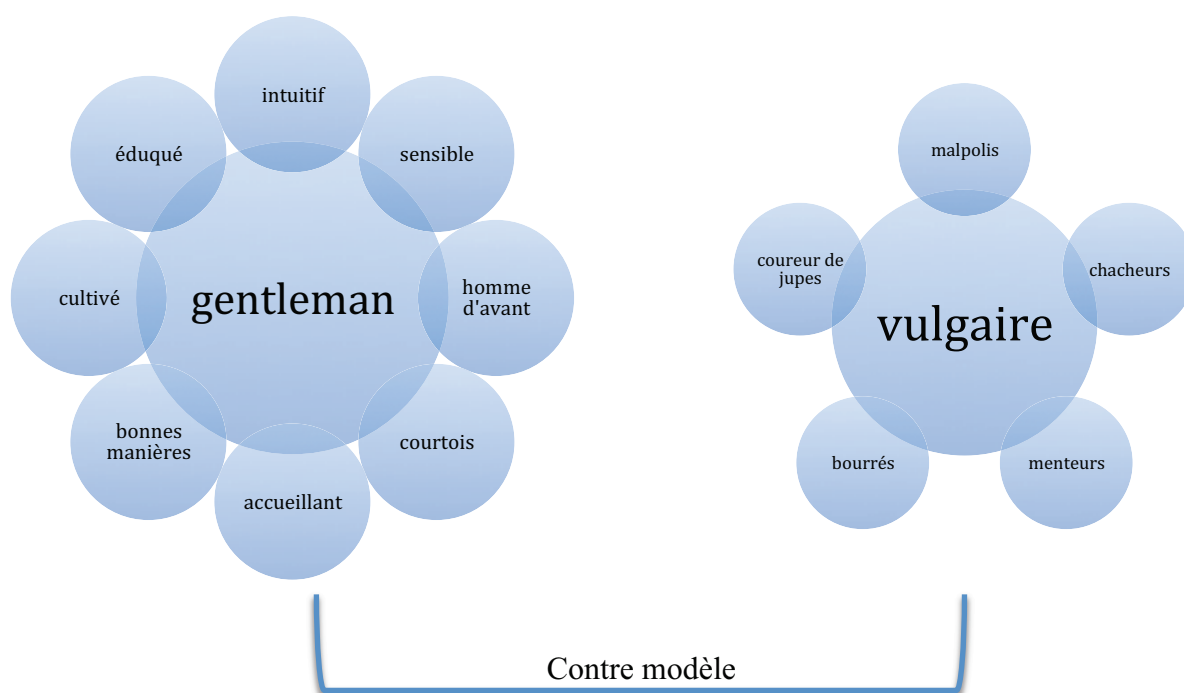 gentleman
intuitif
sensible
homme
d'avant
courtois
accueillant
bonnes
manières
cultivé
éduqué
vulgaire
malpolis
chacheurs
menteurs
bourrés
coureur de
jupes
Contre modèle